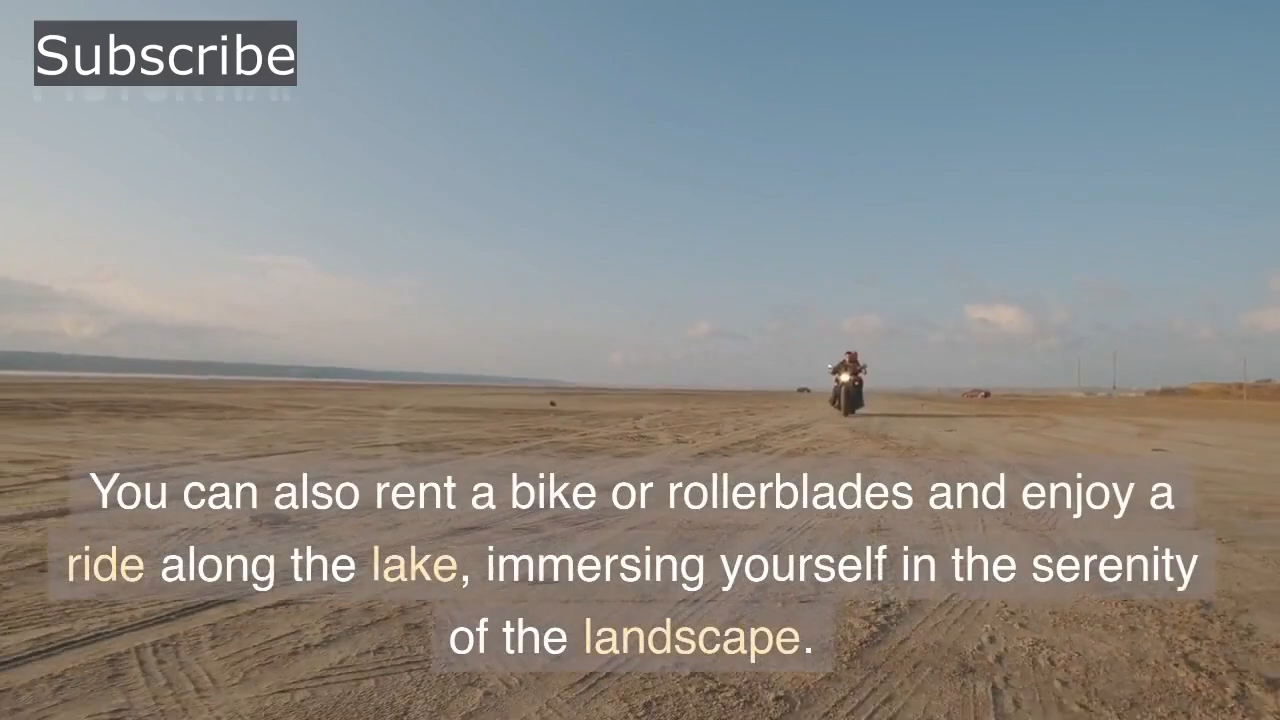 Subscribe
You can also rent a bike or rollerblades and enjoy a
ride along the lake, immersing yourself in the serenity
of the landscape.